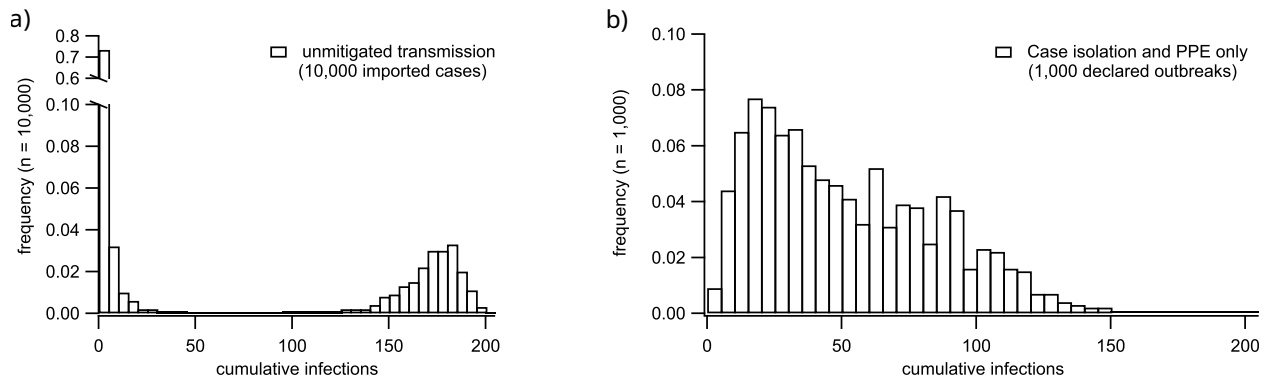 a)
0.8
0.7
0.6
0.10
0.08
0.06
0.04
0.02
0.00
frequency (n = 10,000)
unmitigated transmission
(10,000 imported cases)
0 50 100 150 200
cumulative infections
b)
0.10
0.08
0.06
0.04
0.02
0.00
frequency (n = 1,000)
Case isolation and PPE only
(1,000 declared outbreaks)
0 50 100 150 200
cumulative infections